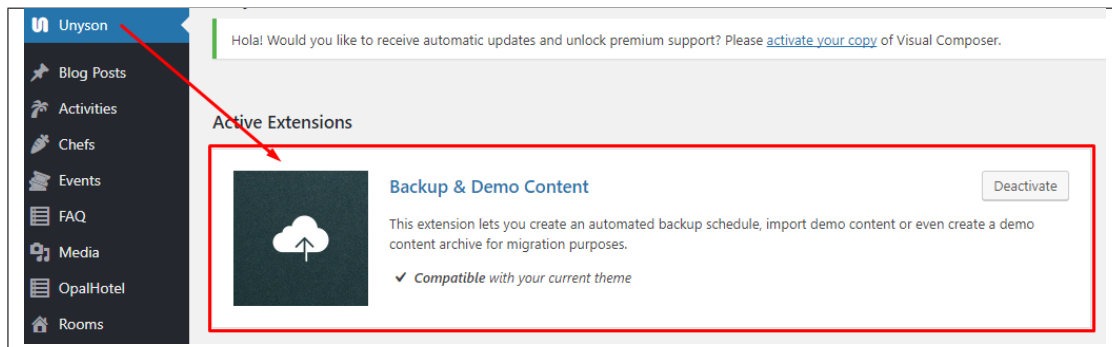 Unyson
Hola! Would you like to receive automatic updates and unlock premium support? Please activate your copy of Visual Composer.
Blog Posts
Activities
Chefs
Events
FAQ
Media
OpalHotel
Rooms
Active Extensions
Backup & Demo Content
Deactivate
This extension lets you create an automated backup schedule, import demo content or even create a demo
content archive for migration purposes.
✓ Compatible with your current theme